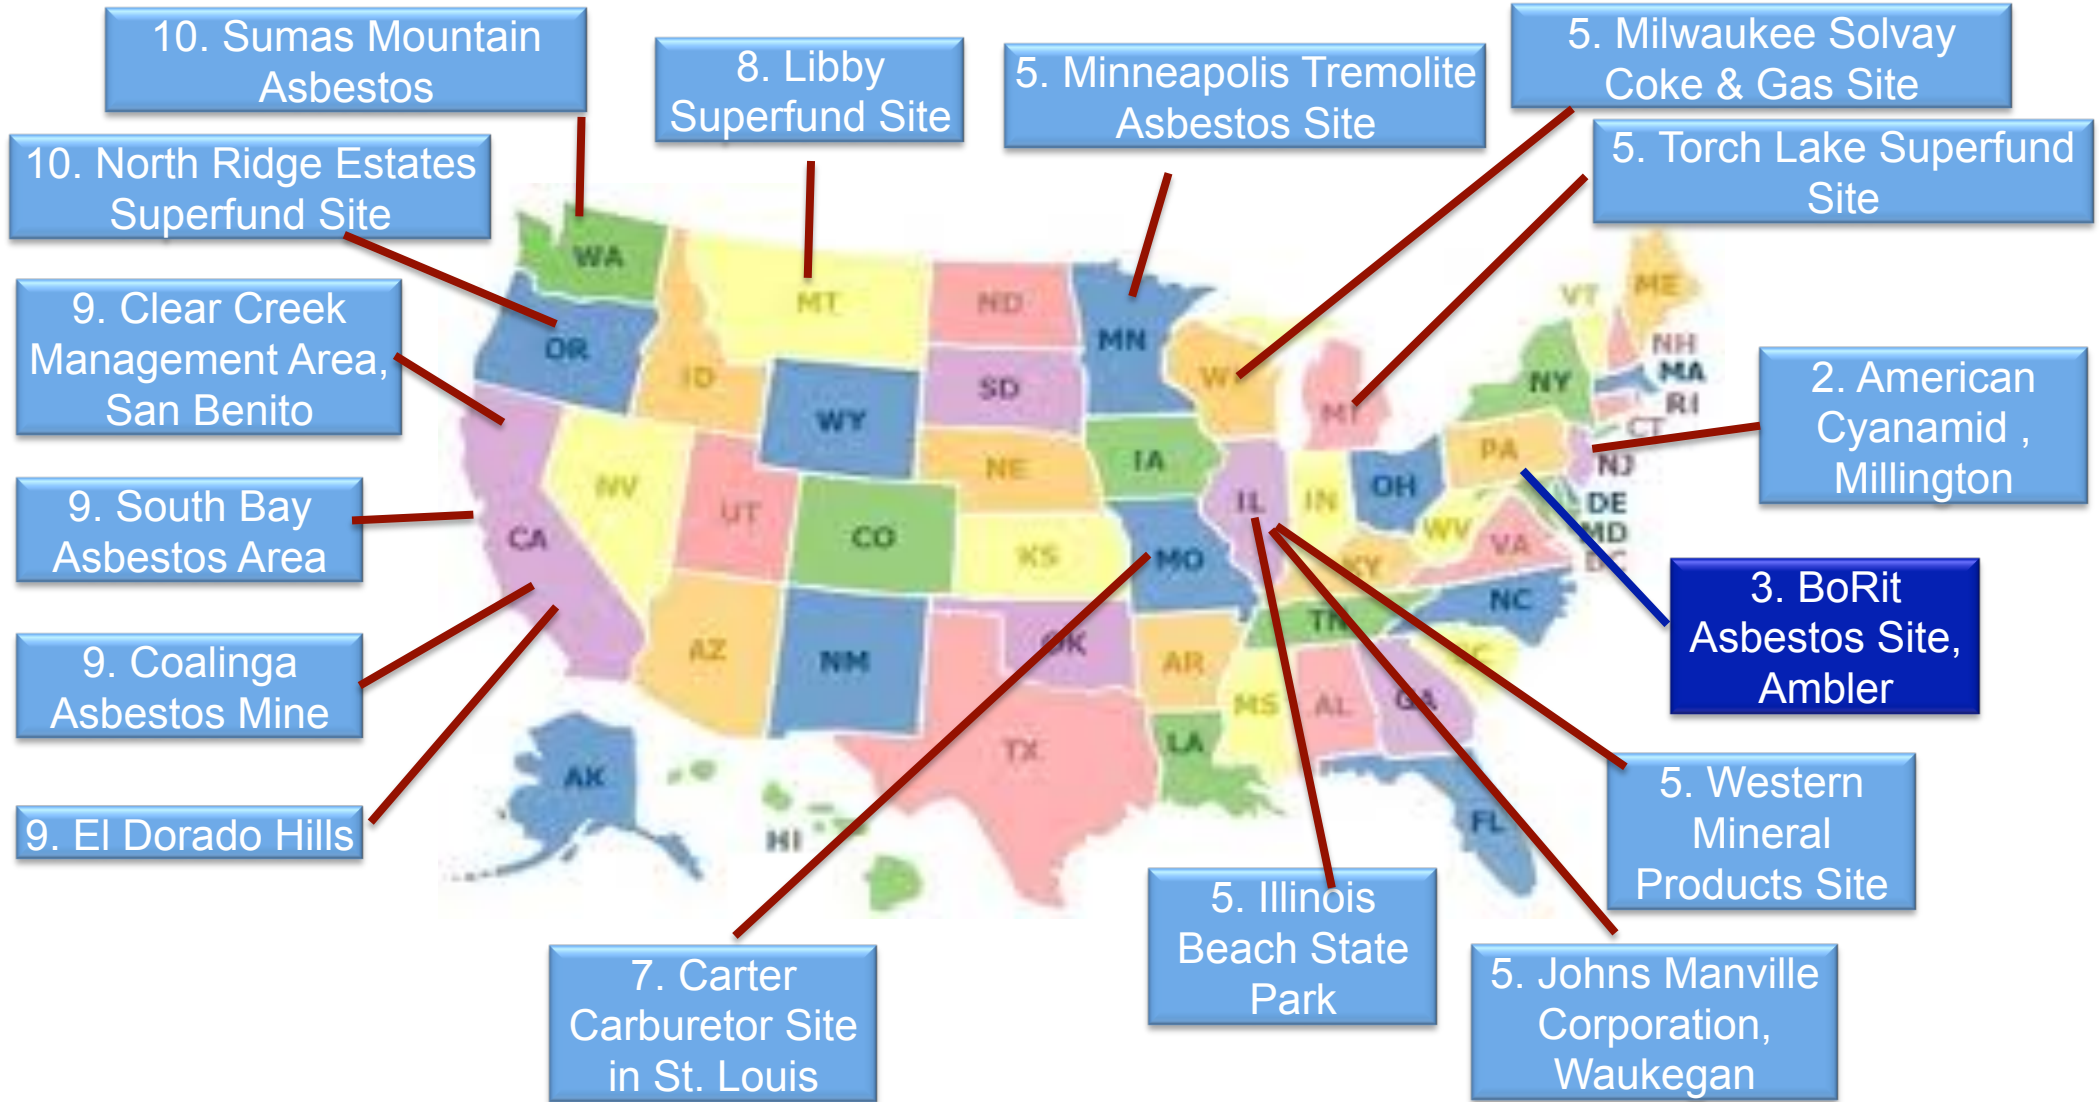 10. Sumas Mountain
Asbestos
8. Libby
Superfund Site
5. Minneapolis Tremolite
Asbestos Site
5. Milwaukee Solvay
Coke & Gas Site
10. North Ridge Estates
Superfund Site
5. Torch Lake Superfund
Site
9. Clear Creek
Management Area,
San Benito
2. American
Cyanamid ,
Millington
9. South Bay
Asbestos Area
3. BoRit
Asbestos Site,
Ambler
9. Coalinga
Asbestos Mine
9. El Dorado Hills
5. Western
Mineral
Products Site
5. Illinois
Beach State
Park
5. Johns Manville
Corporation,
Waukegan
7. Carter
Carburetor Site
in St. Louis
WA
MT
ND
MN
VT
ME
OR
ID
SD
NH
MA
NY
RI
WY
CT
NV
UT
NE
IA
PA
NJ
CO
IL
IN
OH
DE
CA
KS
MO
WV
VA
MD
DC
KY
NC
AZ
NM
OK
AR
TN
SC
TX
MS
AL
GA
LA
AK
HI
FL